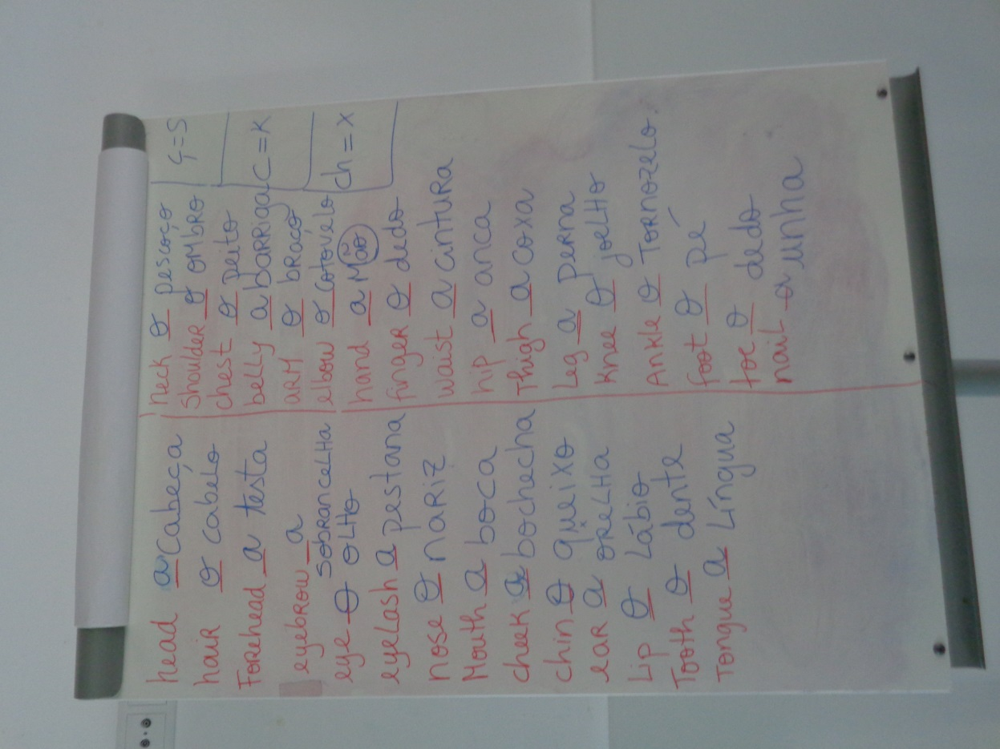 head a cabeça
hair o cabelo
Forehead a testa
eyebrow a
sobrancelha
eye o olho
eyelash a pestana
nose o nariz
Mouth a boca
cheek a bochecha
chin o queixo
ear a orelha
Lip o Lábio
Tooth o dente
Tongue a Língua
neck o pescoço
shoulder o ombro
chest o peito
belly a barriga
arm o braço
elbow o cotovelo
hand a Mão
finger o dedo
waist a cintura
hip a anca
Thigh a coxa
Leg a perna
Knee o joelho
Ankle o Tornozelo
foot o pé
toe o dedo
nail a unha
ç=S
C=K
ch=X